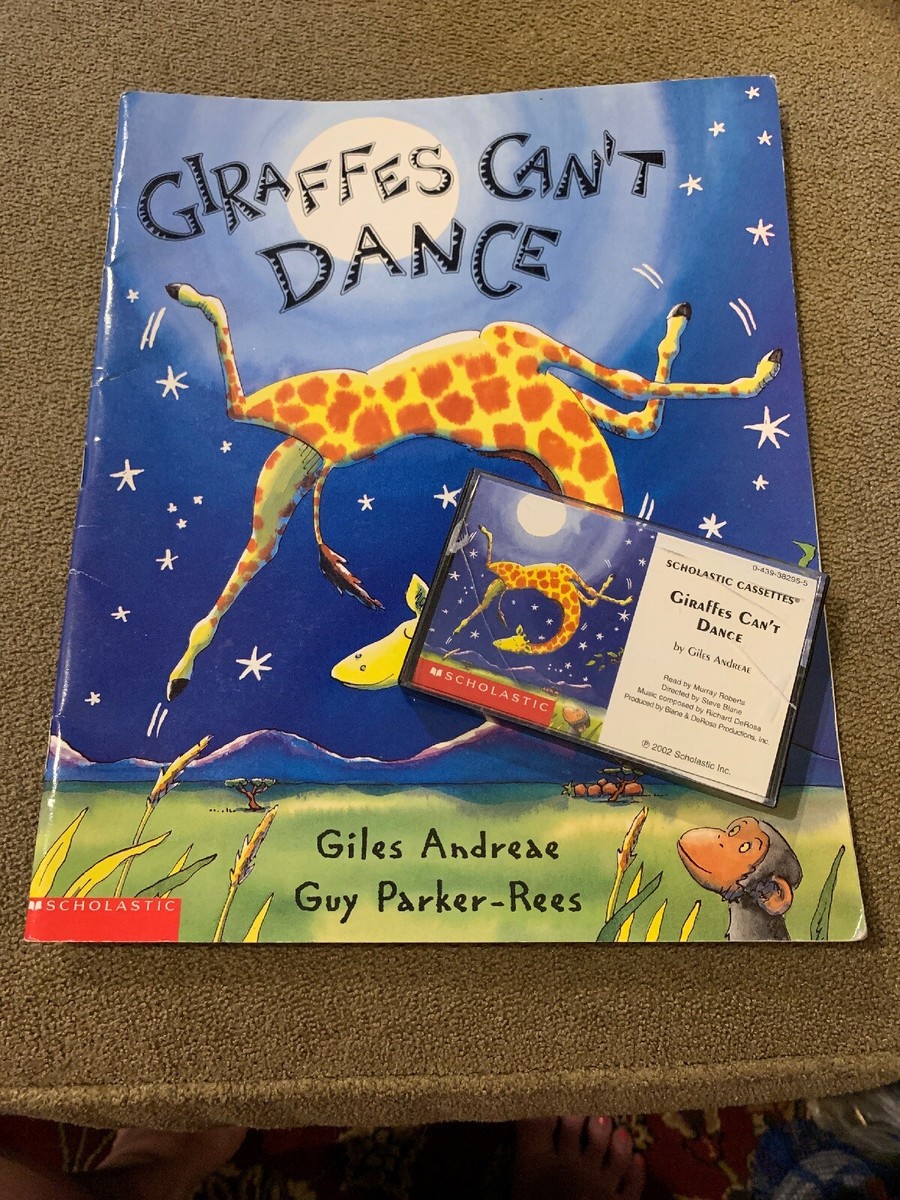 GIRAFFES CAN'T
DANCE
0-439-38295-5
SCHOLASTIC CASSETTES®
GIRAFFES CAN'T
DANCE
by GILES ANDREAE
Read by Murray Roberts
Directed by Steve Blane
Music composed by Richard DeRosa
Produced by Blane & DeRosa Productions, Inc.
℗ 2002 Scholastic Inc.
SCHOLASTIC
Giles Andreae
Guy Parker-Rees
SCHOLASTIC